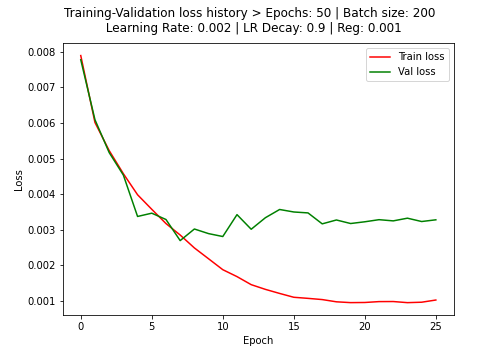 Training-Validation loss history > Epochs: 50 | Batch size: 200
Learning Rate: 0.002 | LR Decay: 0.9 | Reg: 0.001
Train loss
Val loss
0.008
0.007
0.006
0.005
0.004
0.003
0.002
0.001
Loss
0
5
10
15
20
25
Epoch